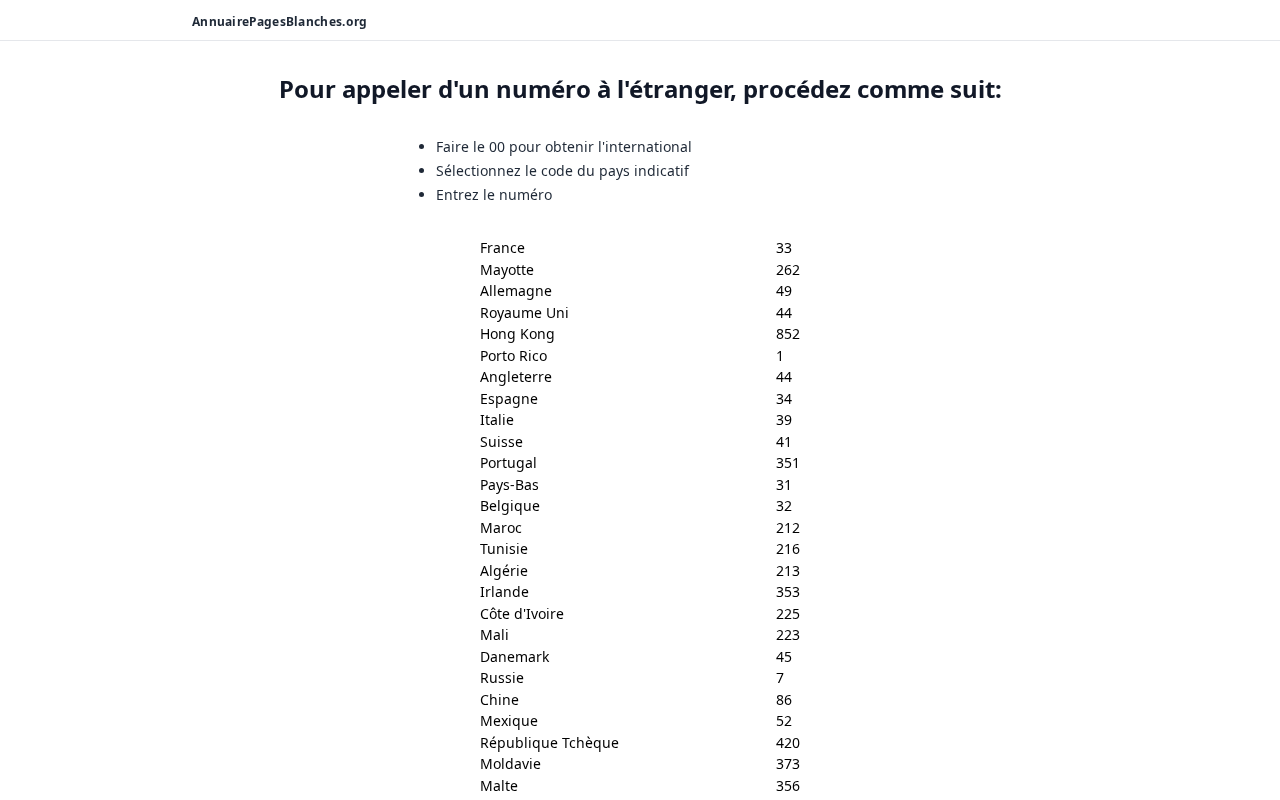 AnnuairePagesBlanches.org
Pour appeler d'un numéro à l'étranger, procédez comme suit:
Faire le 00 pour obtenir l'international
Sélectionnez le code du pays indicatif
Entrez le numéro
France 33
Mayotte 262
Allemagne 49
Royaume Uni 44
Hong Kong 852
Porto Rico 1
Angleterre 44
Espagne 34
Italie 39
Suisse 41
Portugal 351
Pays-Bas 31
Belgique 32
Maroc 212
Tunisie 216
Algérie 213
Irlande 353
Côte d'Ivoire 225
Mali 223
Danemark 45
Russie 7
Chine 86
Mexique 52
République Tchèque 420
Moldavie 373
Malte 356